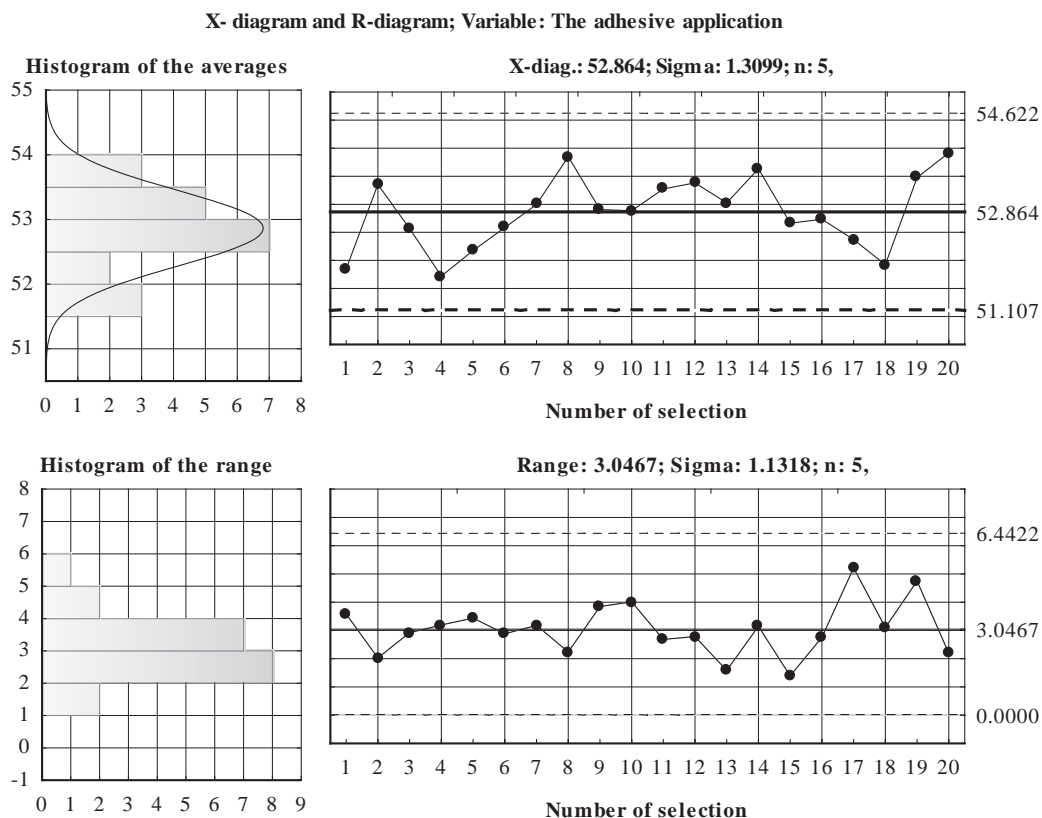 X- diagram and R-diagram; Variable: The adhesive application
Histogram of the averages
X-diag.: 52.864; Sigma: 1.3099; n: 5,
55
54
53
52
51
0 1 2 3 4 5 6 7 8
54.622
52.864
51.107
1 2 3 4 5 6 7 8 9 10 11 12 13 14 15 16 17 18 19 20
Number of selection
Histogram of the range
Range: 3.0467; Sigma: 1.1318; n: 5,
8
7
6
5
4
3
2
1
0
-1
0 1 2 3 4 5 6 7 8 9
6.4422
3.0467
0.0000
1 2 3 4 5 6 7 8 9 10 11 12 13 14 15 16 17 18 19 20
Number of selection